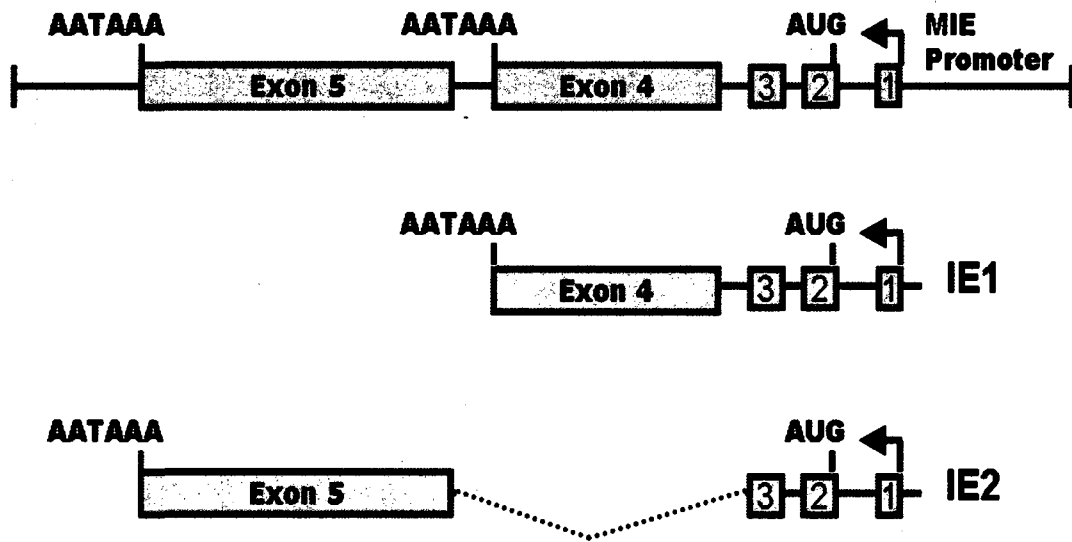 AATAAA AATAAA AUG MIE
Promoter
Exon 5 Exon 4 3 2 1
AATAAA AUG
Exon 4 3 2 1 IE1
AATAAA AUG
Exon 5 3 2 1 IE2